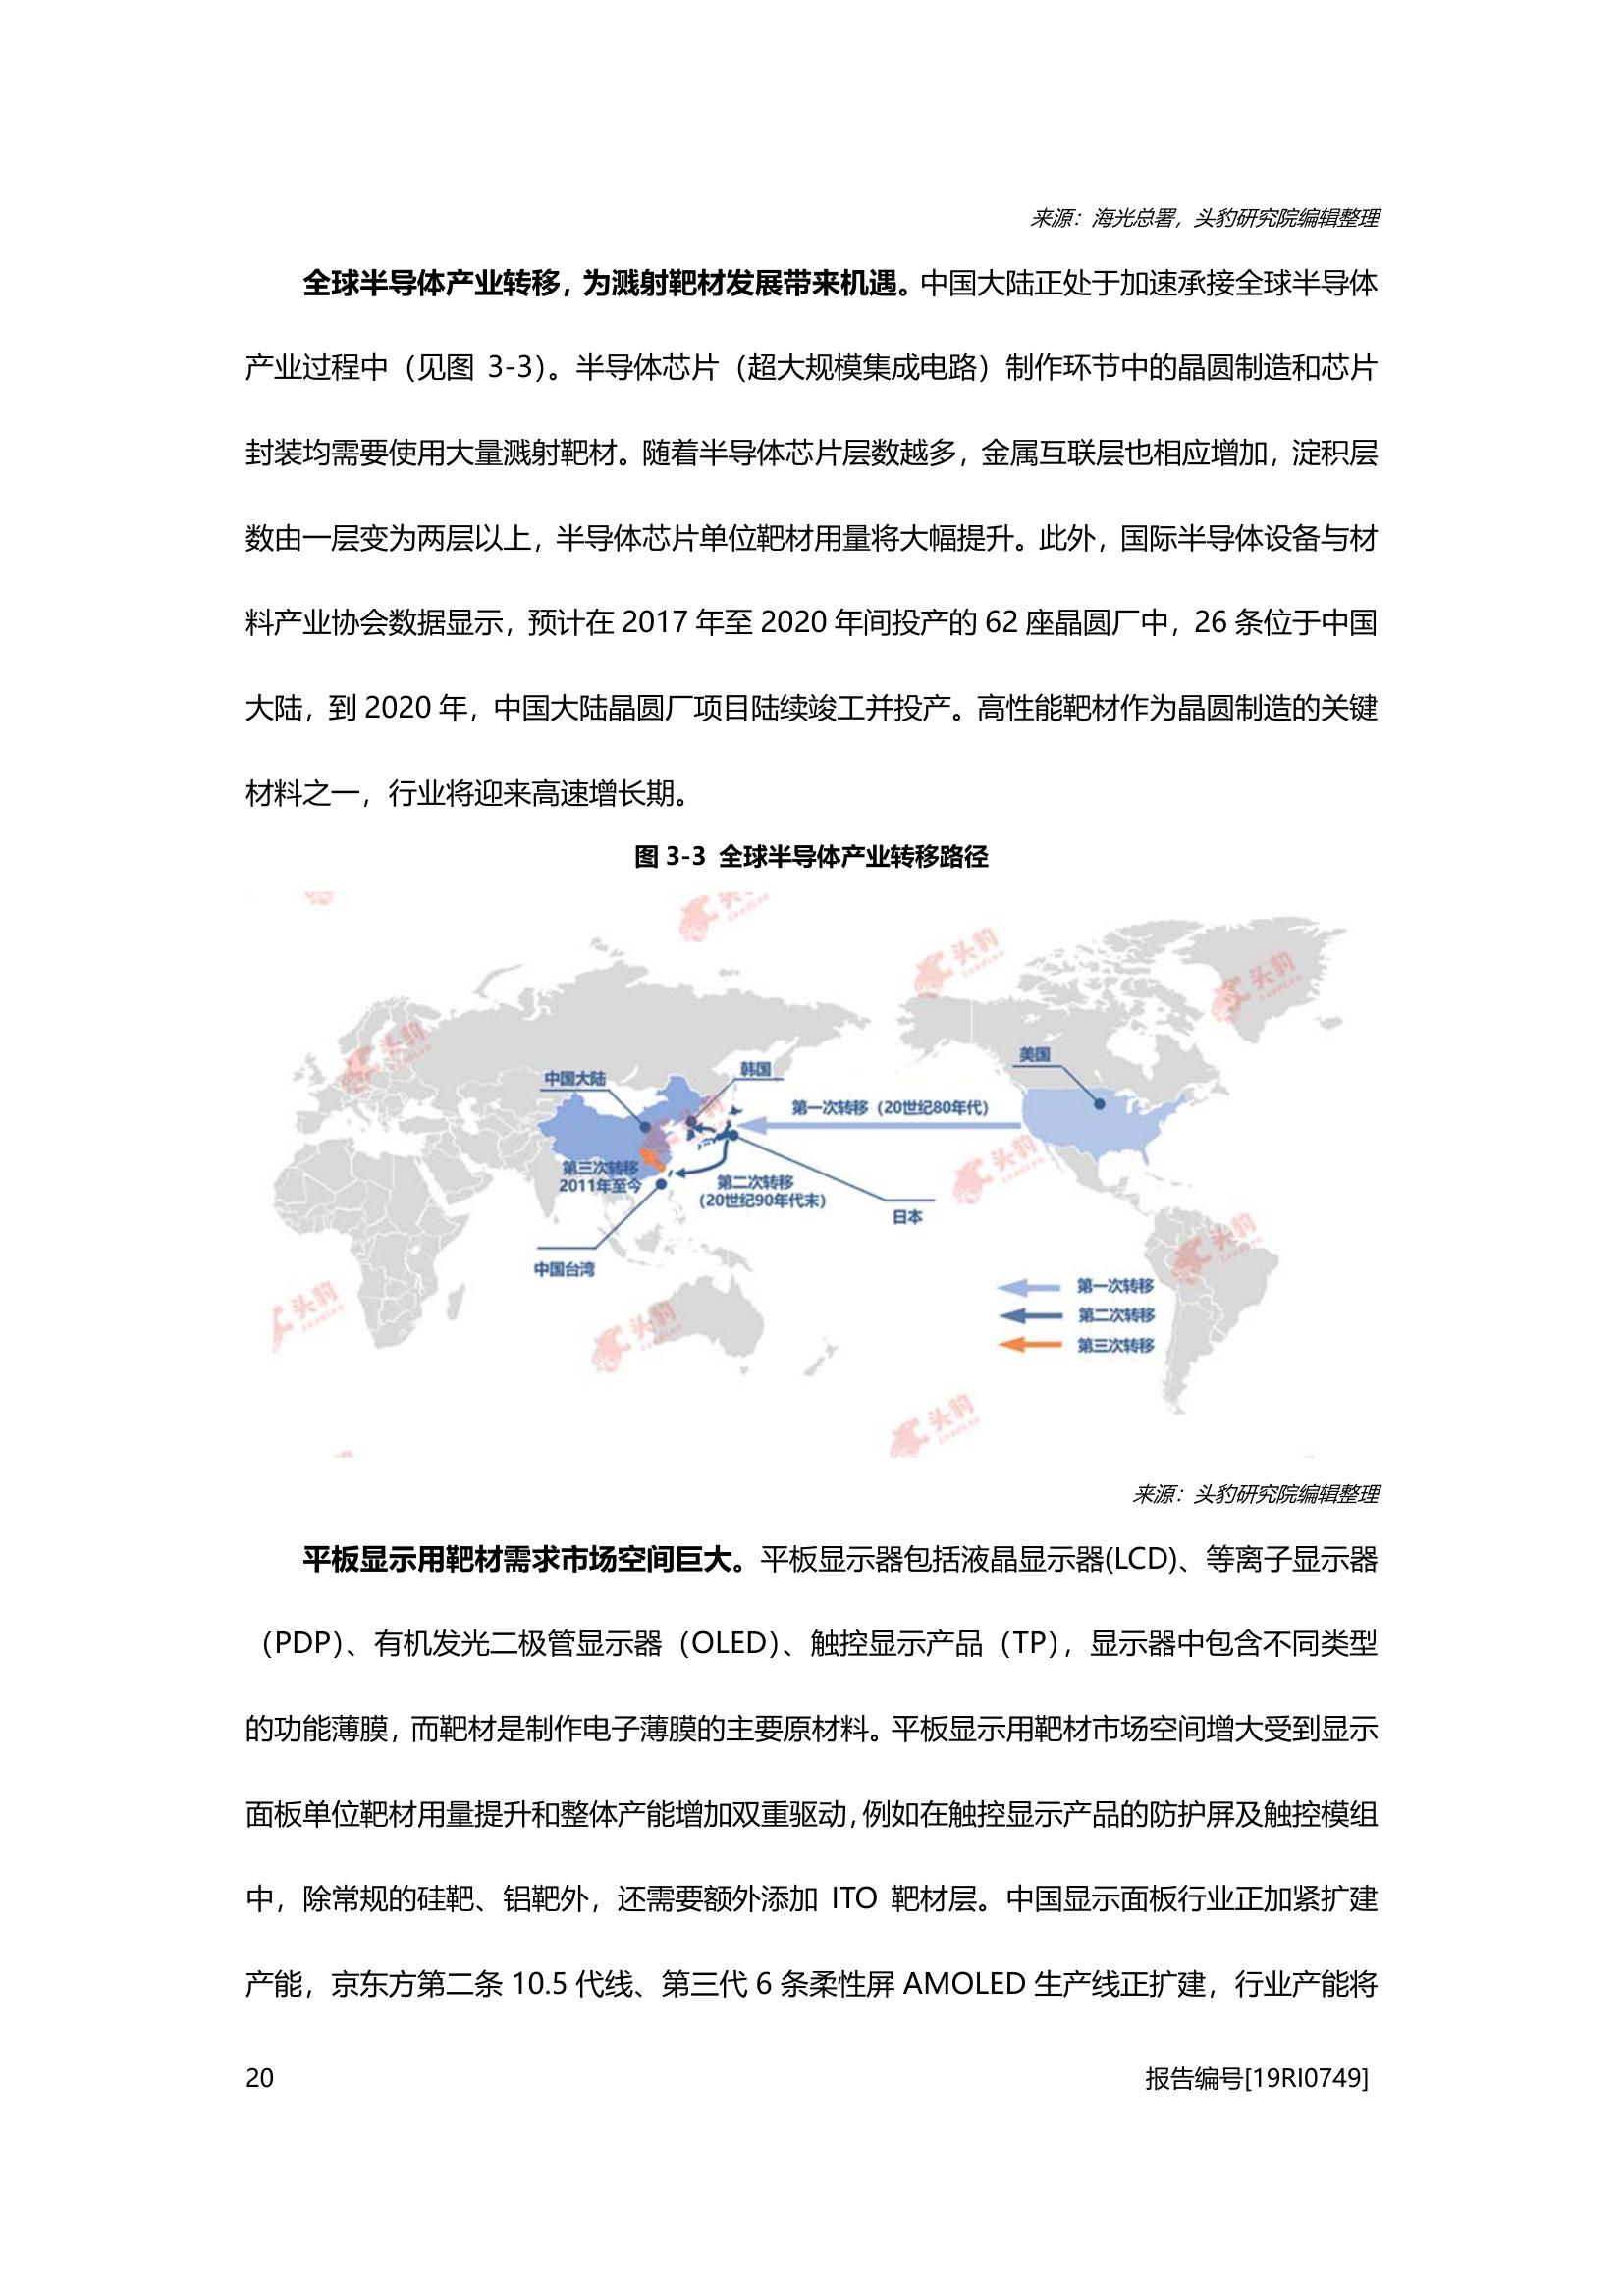 来源：海光总署，头豹研究院编辑整理
全球半导体产业转移，为溅射靶材发展带来机遇。中国大陆正处于加速承接全球半导体
产业过程中（见图 3-3）。半导体芯片（超大规模集成电路）制作环节中的晶圆制造和芯片
封装均需要使用大量溅射靶材。随着半导体芯片层数越多，金属互联层也相应增加，淀积层
数由一层变为两层以上，半导体芯片单位靶材用量将大幅提升。此外，国际半导体设备与材
料产业协会数据显示，预计在 2017 年至 2020 年间投产的 62 座晶圆厂中，26 条位于中国
大陆，到 2020 年，中国大陆晶圆厂项目陆续竣工并投产。高性能靶材作为晶圆制造的关键
材料之一，行业将迎来高速增长期。
图 3-3 全球半导体产业转移路径
美国
韩国
中国大陆
第一次转移（20世纪80年代）
第三次转移
2011年至今
第二次转移
（20世纪90年代末）
日本
中国台湾
第一次转移
第二次转移
第三次转移
头豹
LeadLeo
来源：头豹研究院编辑整理
平板显示用靶材需求市场空间巨大。平板显示器包括液晶显示器(LCD)、等离子显示器
（PDP）、有机发光二极管显示器（OLED）、触控显示产品（TP），显示器中包含不同类型
的功能薄膜，而靶材是制作电子薄膜的主要原材料。平板显示用靶材市场空间增大受到显示
面板单位靶材用量提升和整体产能增加双重驱动，例如在触控显示产品的防护屏及触控模组
中，除常规的硅靶、铝靶外，还需要额外添加 ITO 靶材层。中国显示面板行业正加紧扩建
产能，京东方第二条 10.5 代线、第三代 6 条柔性屏 AMOLED 生产线正扩建，行业产能将
20
报告编号[19RI0749]